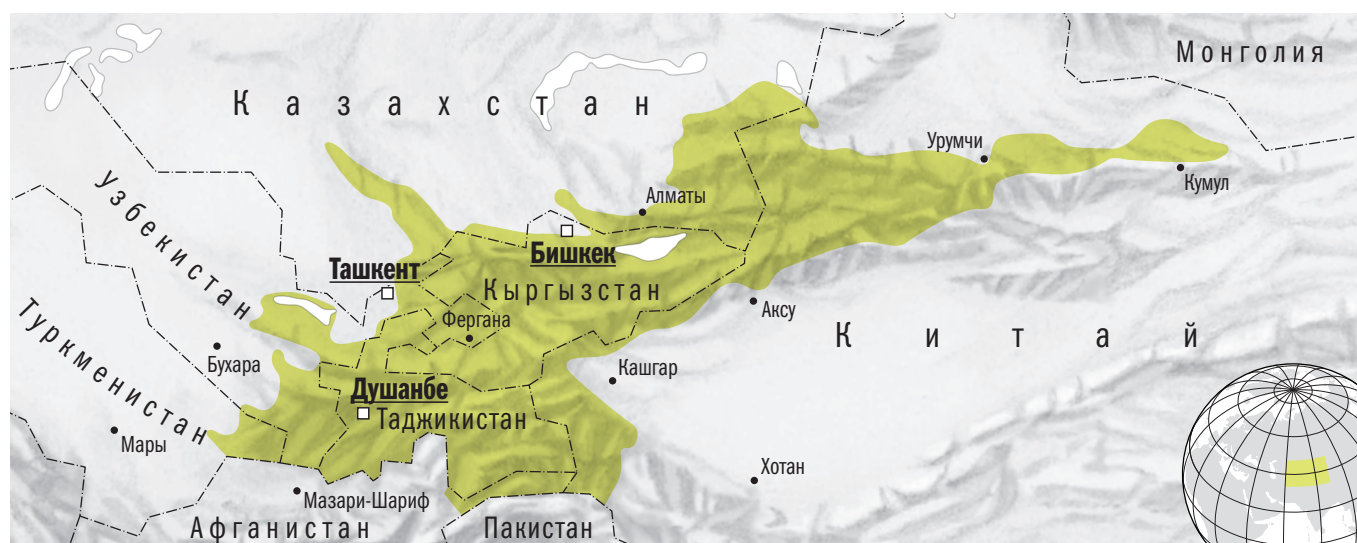 Монголия
Казахстан
Урумчи
Кумул
Узбекистан
Алматы
Бишкек
Ташкент
Кыргызстан
Аксу
Туркменистан
Фергана
Китай
Бухара
Кашгар
Душанбе
Таджикистан
Мары
Хотан
Мазари-Шариф
Афганистан
Пакистан